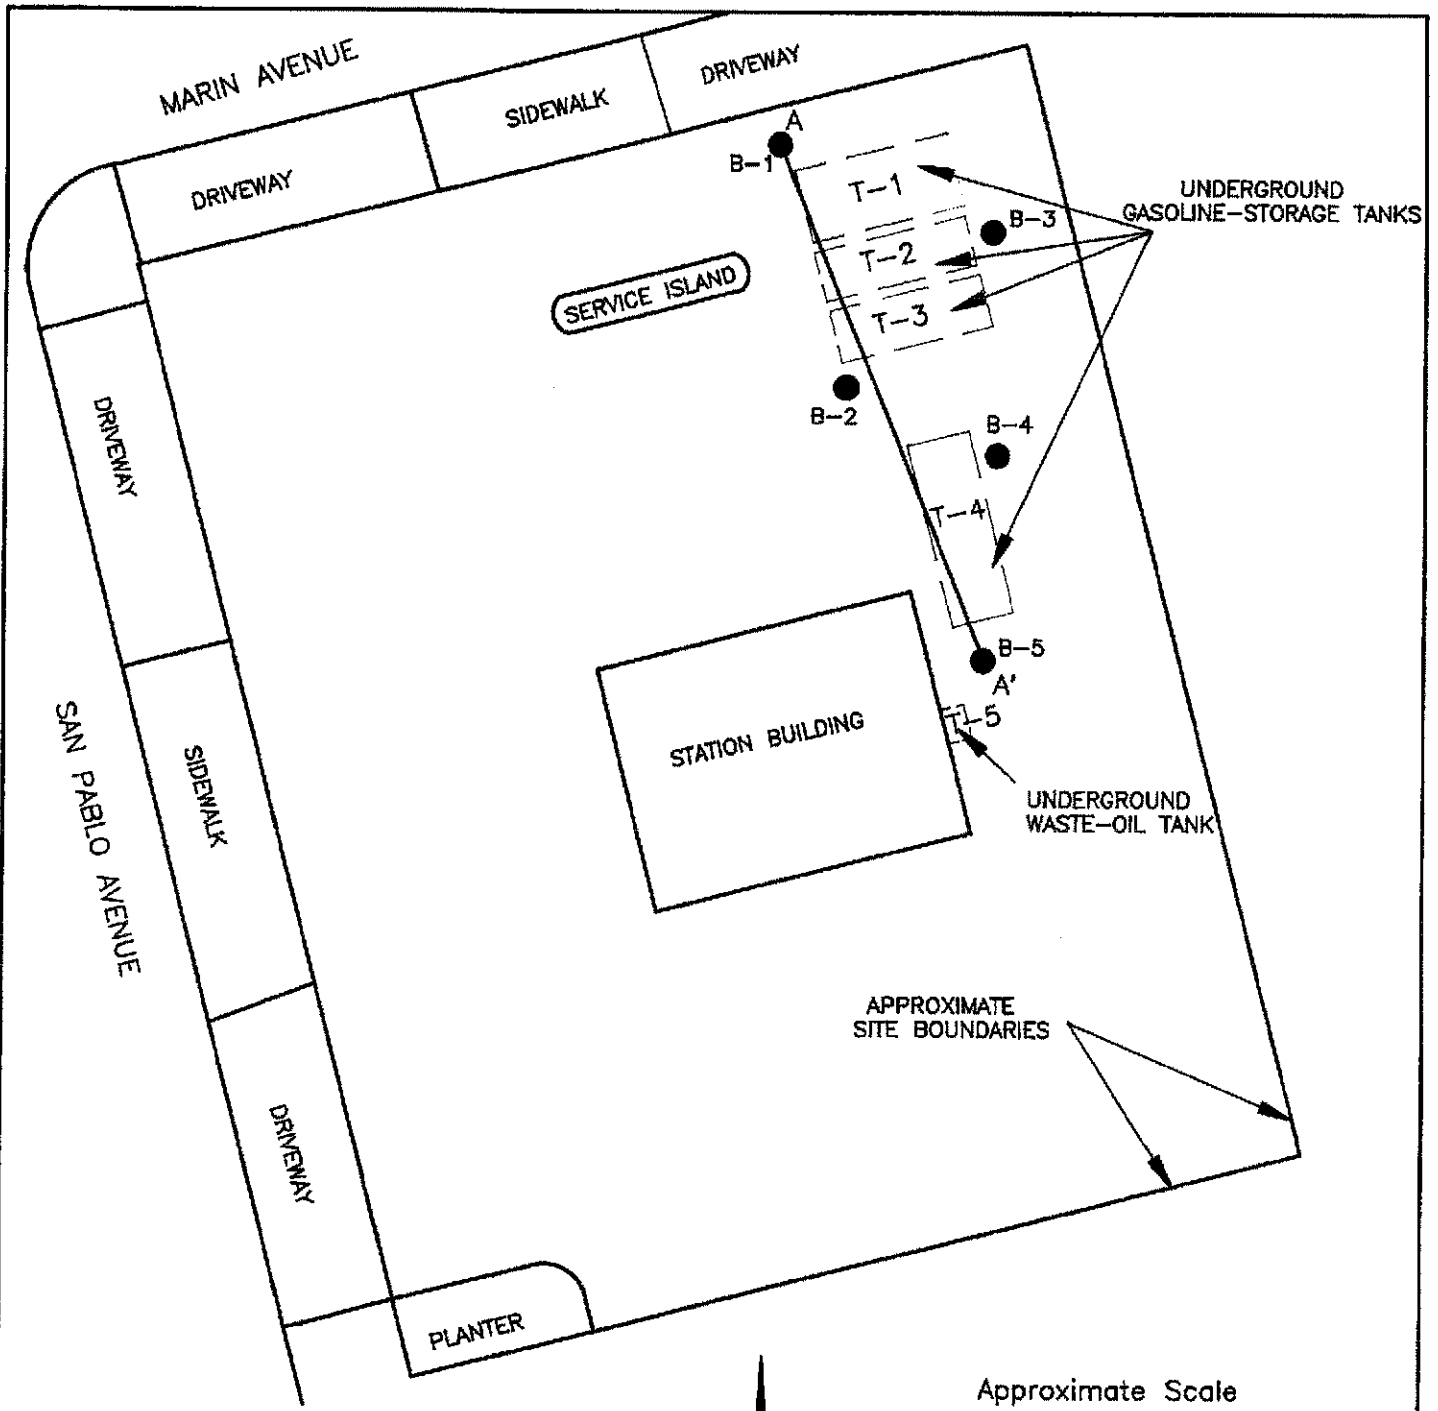 MARIN AVENUE
DRIVEWAY
SIDEWALK
DRIVEWAY
A
B-1
T-1
UNDERGROUND
GASOLINE-STORAGE TANKS
B-3
T-2
SERVICE ISLAND
T-3
B-2
B-4
DRIVEWAY
T-4
B-5
A'
T-5
STATION BUILDING
SAN PABLO AVENUE
SIDEWALK
UNDERGROUND
WASTE-OIL TANK
APPROXIMATE
SITE BOUNDARIES
DRIVEWAY
PLANTER
Approximate Scale